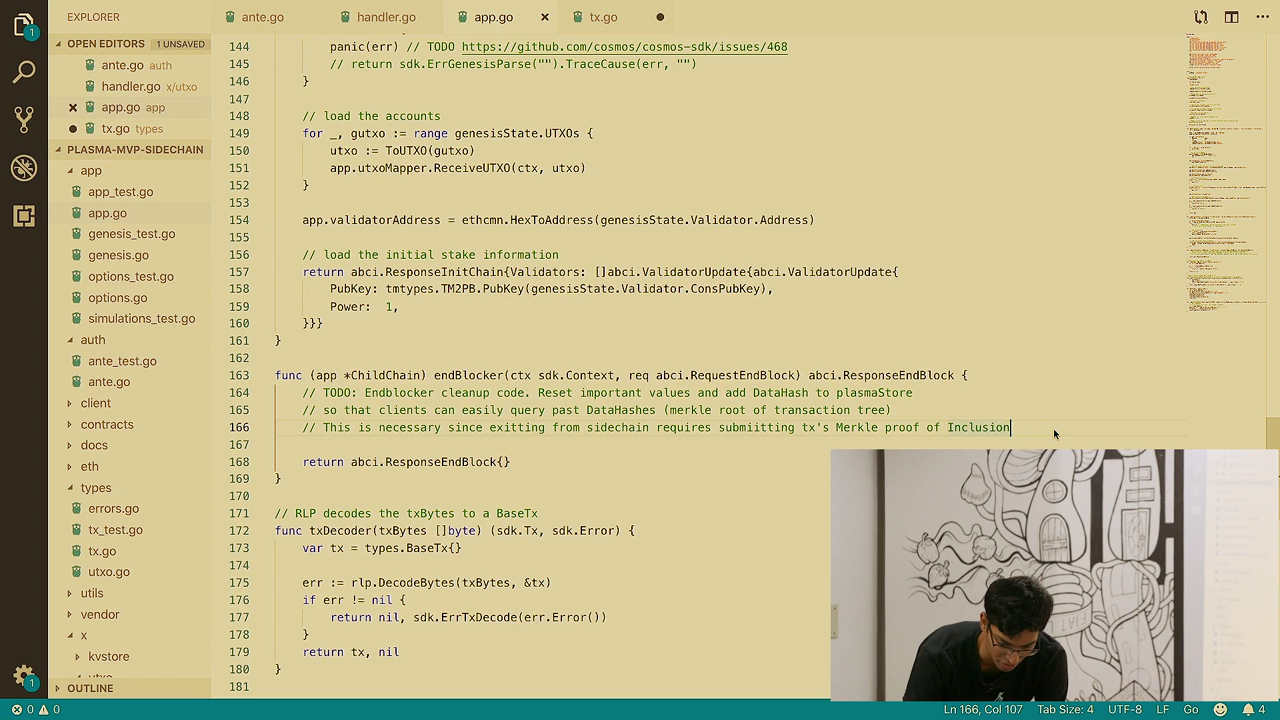 EXPLORER
ante.go
handler.go
app.go
tx.go
OPEN EDITORS
1 UNSAVED
ante.go auth
handler.go x/utxo
app.go app
tx.go types
PLASMA-MVP-SIDECHAIN
app
app_test.go
app.go
genesis_test.go
genesis.go
options_test.go
options.go
simulations_test.go
auth
ante_test.go
ante.go
client
contracts
docs
eth
types
errors.go
tx_test.go
tx.go
utxo.go
utils
vendor
x
kvstore
OUTLINE
144 panic(err) // TODO https://github.com/cosmos/cosmos-sdk/issues/468
145 // return sdk.ErrGenesisParse("").TraceCause(err, "")
146 }
147
148 // load the accounts
149 for _, gutxo := range genesisState.UTXOs {
150 utxo := ToUTXO(gutxo)
151 app.utxoMapper.ReceiveUTXO(ctx, utxo)
152 }
153
154 app.validatorAddress = ethcmn.HexToAddress(genesisState.Validator.Address)
155
156 // load the initial stake information
157 return abci.ResponseInitChain{Validators: []abci.ValidatorUpdate{abci.ValidatorUpdate{
158 PubKey: tmtypes.TM2PB.PubKey(genesisState.Validator.ConsPubKey),
159 Power: 1,
160 }}}
161 }
162
163 func (app *ChildChain) endBlocker(ctx sdk.Context, req abci.RequestEndBlock) abci.ResponseEndBlock {
164 // TODO: Endblocker cleanup code. Reset important values and add DataHash to plasmaStore
165 // so that clients can easily query past DataHashes (merkle root of transaction tree)
166 // This is necessary since exitting from sidechain requires submiitting tx's Merkle proof of Inclusion
167
168 return abci.ResponseEndBlock{}
169 }
170
171 // RLP decodes the txBytes to a BaseTx
172 func txDecoder(txBytes []byte) (sdk.Tx, sdk.Error) {
173 var tx = types.BaseTx{}
174
175 err := rlp.DecodeBytes(txBytes, &tx)
176 if err != nil {
177 return nil, sdk.ErrTxDecode(err.Error())
178 }
179 return tx, nil
180 }
181
1
1
0 0
Ln 166, Col 107
Tab Size: 4
UTF-8
LF
Go
4